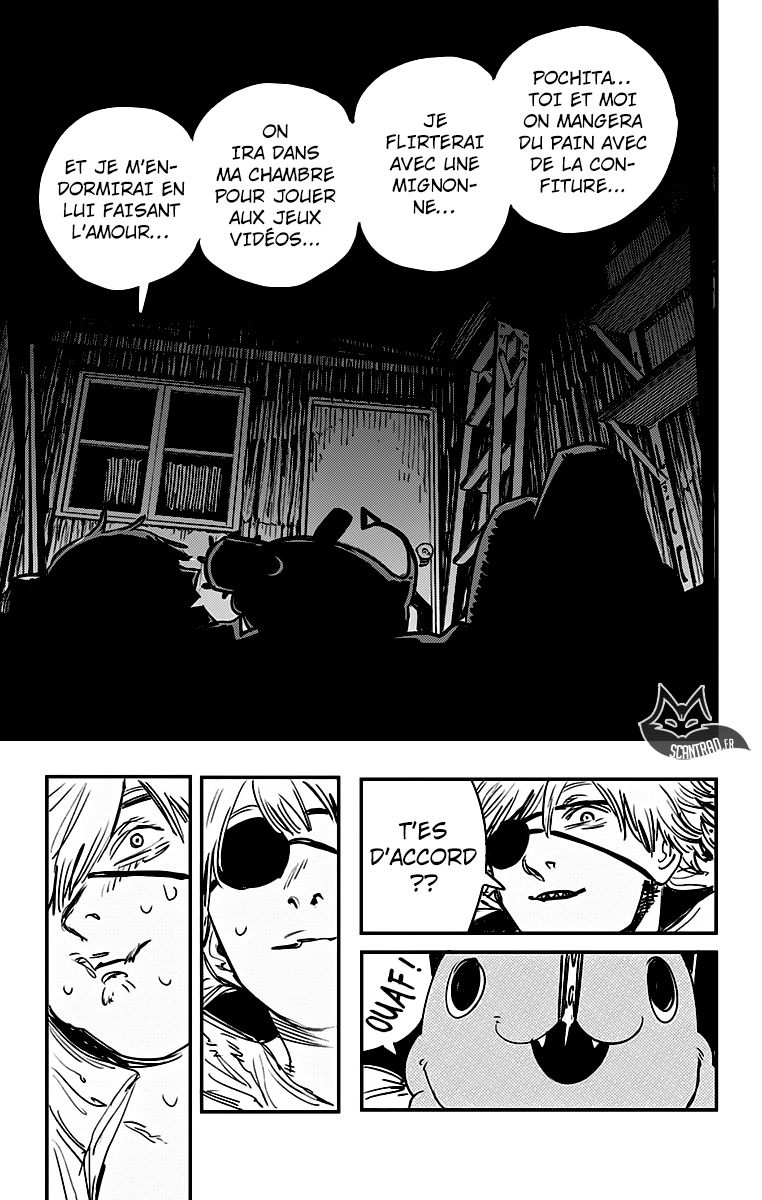 POCHITA...
TOI ET MOI
ON MANGERA
DU PAIN AVEC
DE LA CON-
FITURE...
JE
FLIRTERAI
AVEC UNE
MIGNON-
NE...
ON
IRA DANS
MA CHAMBRE
POUR JOUER
AUX JEUX
VIDÉOS...
ET JE M'EN-
DORMIRAI EN
LUI FAISANT
L'AMOUR...
SCANTRAD.FR
T'ES
D'ACCORD
??
OUAF!